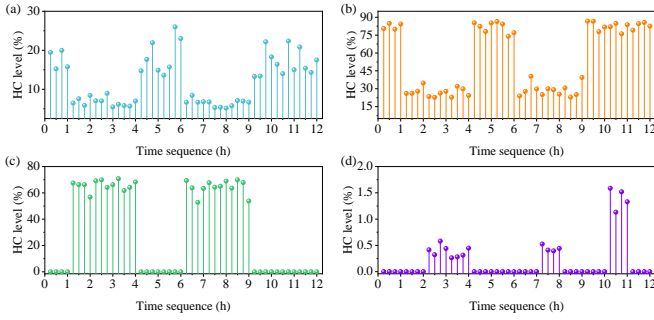 (a)
HC level (%)
30
20
10
0 1 2 3 4 5 6 7 8 9 10 11 12
Time sequence (h)
(b)
HC level (%)
90
75
60
45
30
15
0 1 2 3 4 5 6 7 8 9 10 11 12
Time sequence (h)
(c)
HC level (%)
80
60
40
20
0
0 1 2 3 4 5 6 7 8 9 10 11 12
Time sequence (h)
(d)
HC level (%)
2.0
1.5
1.0
0.5
0.0
0 1 2 3 4 5 6 7 8 9 10 11 12
Time sequence (h)